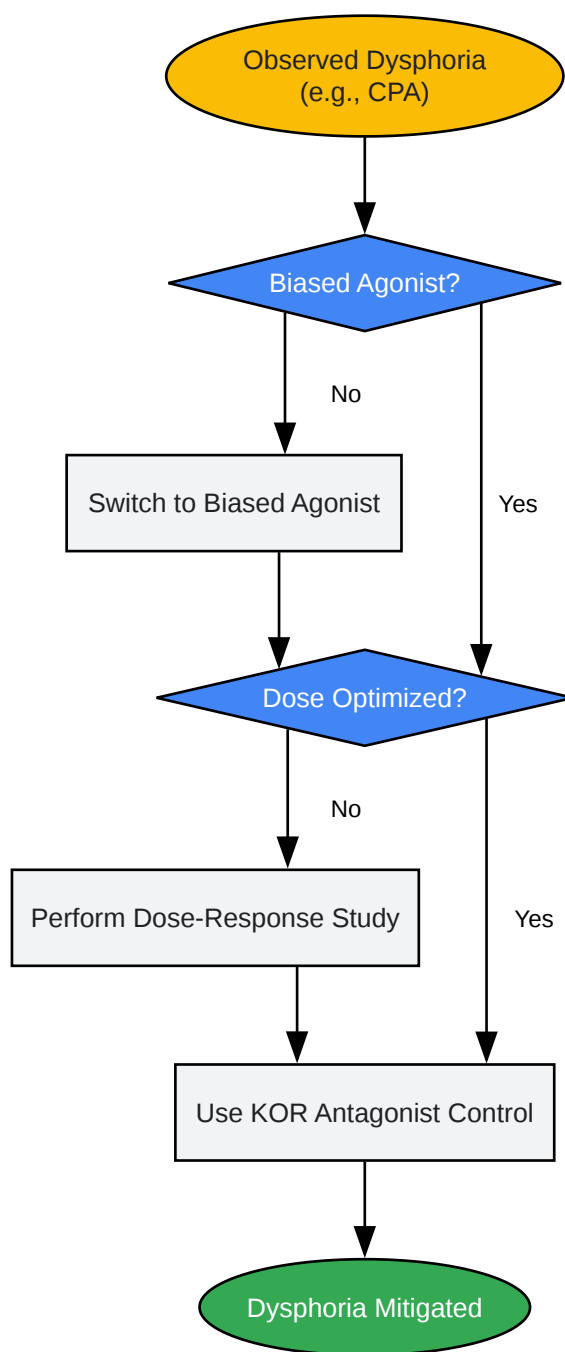 Observed Dysphoria
(e.g., CPA)
Biased Agonist?
No
Switch to Biased Agonist
Yes
Dose Optimized?
No
Perform Dose-Response Study
Yes
Use KOR Antagonist Control
Dysphoria Mitigated